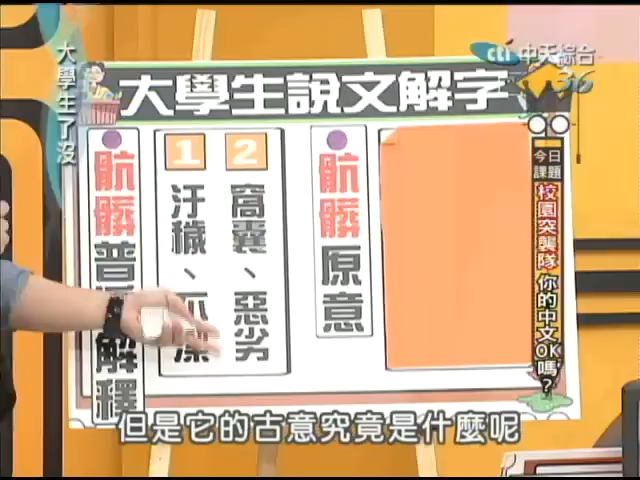 大學生了沒
cti 中天綜合
36
大學生說文解字
骯髒普 解釋
1
汙穢、不潔
2
窩囊、惡劣
骯髒原意
今日
課題
校園突襲隊 你的中文OK嗎?
但是它的古意究竟是什麼呢